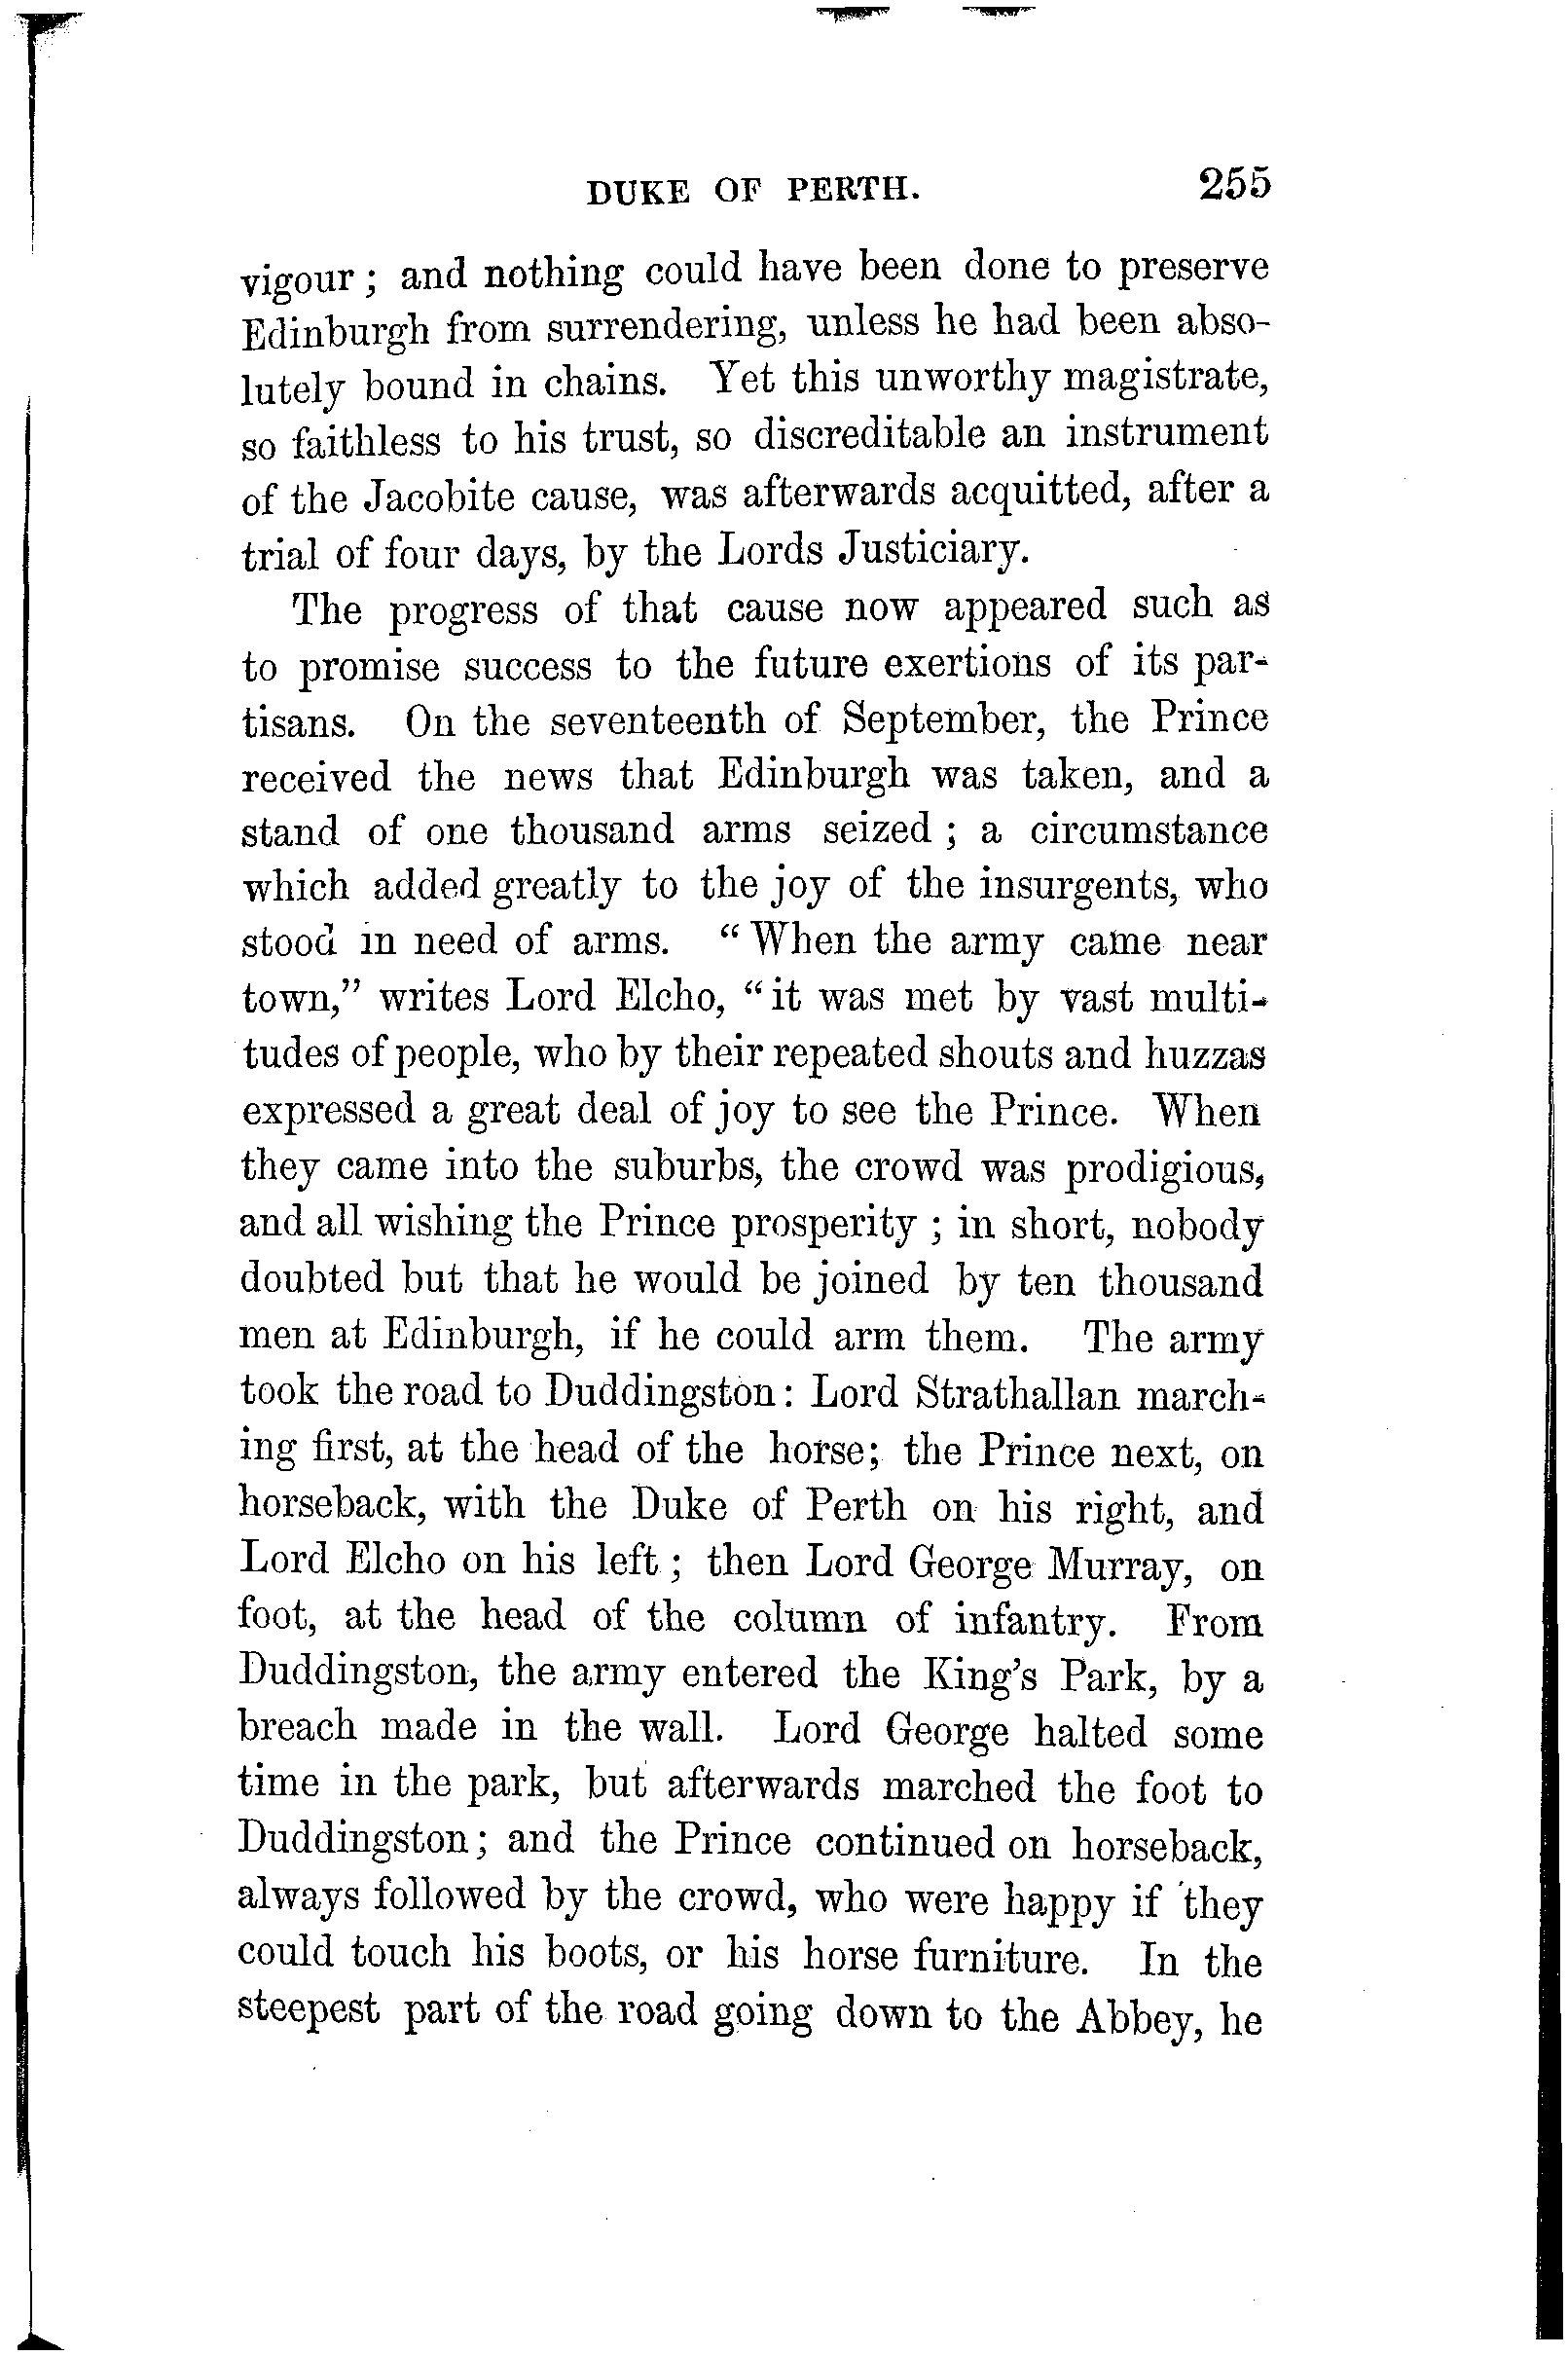 DUKE OF PERTH. 255
vigour ; and nothing could have been done to preserve
Edinburgh from surrendering, unless he had been abso-
lutely bound in chains. Yet this unworthy magistrate,
so faithless to his trust, so discreditable an instrument
of the Jacobite cause, was afterwards acquitted, after a
trial of four days, by the Lords Justiciary.
The progress of that cause now appeared such as
to promise success to the future exertions of its par-
tisans. On the seventeenth of September, the Prince
received the news that Edinburgh was taken, and a
stand of one thousand arms seized ; a circumstance
which added greatly to the joy of the insurgents, who
stood in need of arms. “ When the army came near
town,” writes Lord Elcho, “ it was met by vast multi-
tudes of people, who by their repeated shouts and huzzas
expressed a great deal of joy to see the Prince. When
they came into the suburbs, the crowd was prodigious,
and all wishing the Prince prosperity ; in short, nobody
doubted but that he would be joined by ten thousand
men at Edinburgh, if he could arm them. The army
took the road to Duddingston: Lord Strathallan march-
ing first, at the head of the horse; the Prince next, on
horseback, with the Duke of Perth on his right, and
Lord Elcho on his left ; then Lord George Murray, on
foot, at the head of the column of infantry. From
Duddingston, the army entered the King’s Park, by a
breach made in the wall. Lord George halted some
time in the park, but afterwards marched the foot to
Duddingston; and the Prince continued on horseback,
always followed by the crowd, who were happy if they
could touch his boots, or his horse furniture. In the
steepest part of the road going down to the Abbey, he